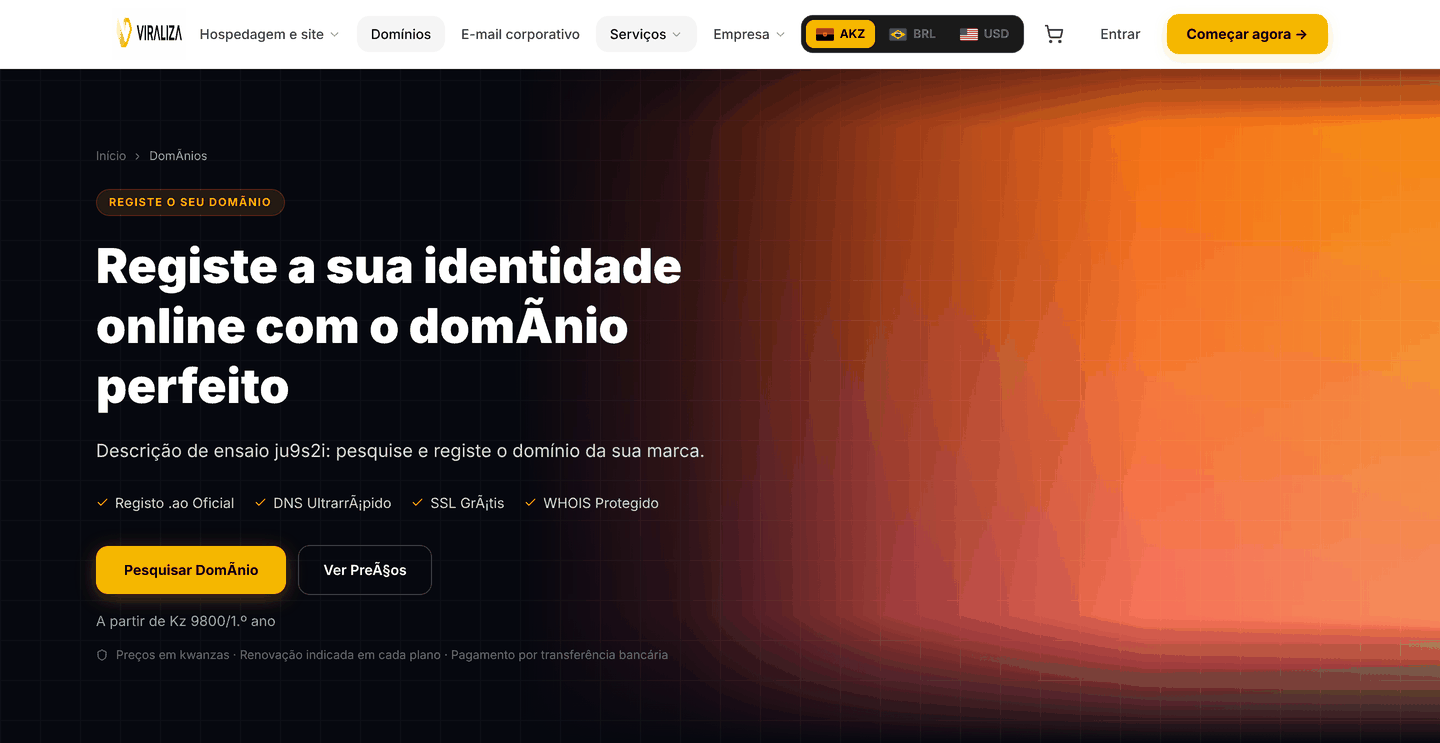 VIRALIZA
Hospedagem e site
Domínios
E-mail corporativo
Serviços
Empresa
AKZ
BRL
USD
Entrar
Começar agora →
Início › DomÃnios
REGISTE O SEU DOMÃNIO
Registe a sua identidade
online com o domÃnio
perfeito
Descrição de ensaio ju9s2i: pesquise e registe o domínio da sua marca.
Registo .ao Oficial
DNS UltrarrÃ¡pido
SSL GrÃ¡tis
WHOIS Protegido
Pesquisar DomÃnio
Ver PreÃ§os
A partir de Kz 9800/1.º ano
Preços em kwanzas · Renovação indicada em cada plano · Pagamento por transferência bancária